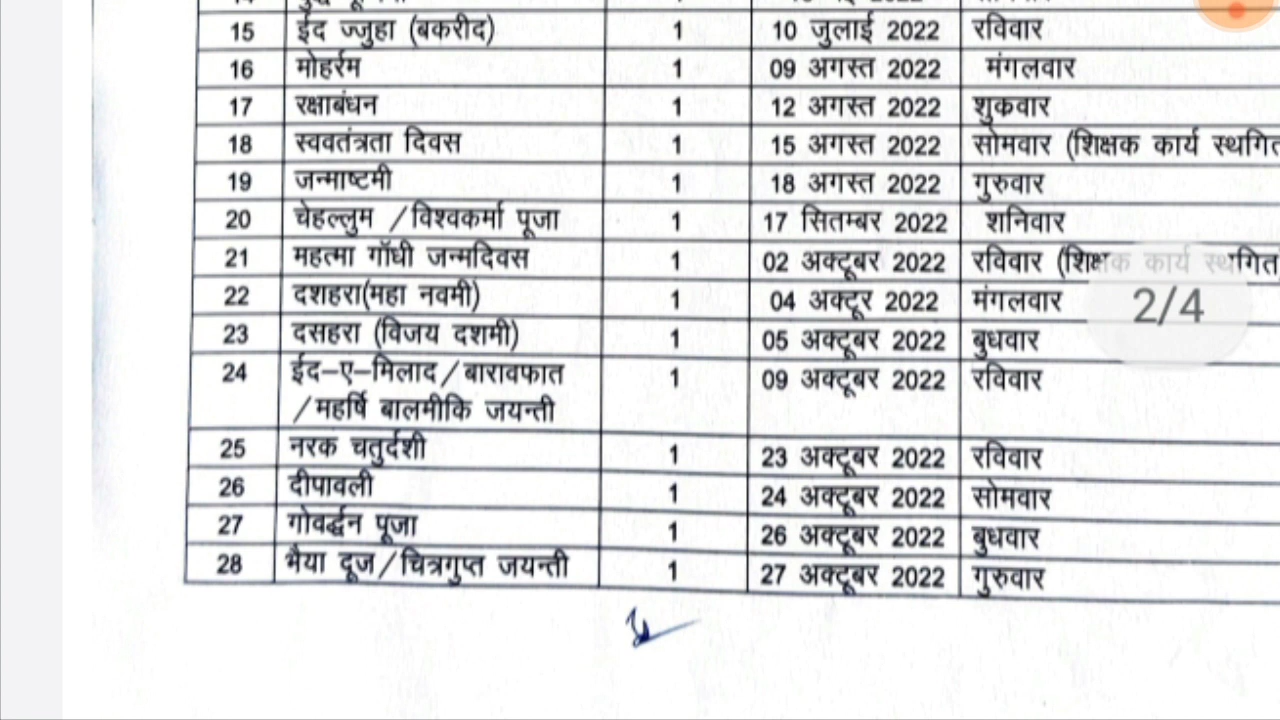 15 ईद ज्जुहा (बकरीद) 1 10 जुलाई 2022 रविवार
16 मोहर्रम 1 09 अगस्त 2022 मंगलवार
17 रक्षाबंधन 1 12 अगस्त 2022 शुकवार
18 स्ववतंत्रता दिवस 1 15 अगस्त 2022 सोमवार (शिक्षक कार्य स्थगित
19 जन्माष्टमी 1 18 अगस्त 2022 गुरुवार
20 चेहल्लुम /विश्वकर्मा पूजा 1 17 सितम्बर 2022 शनिवार
21 महत्मा गॉधी जन्मदिवस 1 02 अक्टूबर 2022 रविवार (शिक्षक कार्य स्थगित
22 दशहरा(महा नवमी) 1 04 अक्टूर 2022 मंगलवार
2/4
23 दसहरा (विजय दशमी) 1 05 अक्टूबर 2022 बुधवार
24 ईद-ए-मिलाद/बारावफात 1 09 अक्टूबर 2022 रविवार
/महर्षि बालमीकि जयन्ती
25 नरक चतुर्दशी 1 23 अक्टूबर 2022 रविवार
26 दीपावली 1 24 अक्टूबर 2022 सोमवार
27 गोवर्द्धन पूजा 1 26 अक्टूबर 2022 बुधवार
28 भैया दूज/चित्रगुप्त जयन्ती 1 27 अक्टूबर 2022 गुरुवार